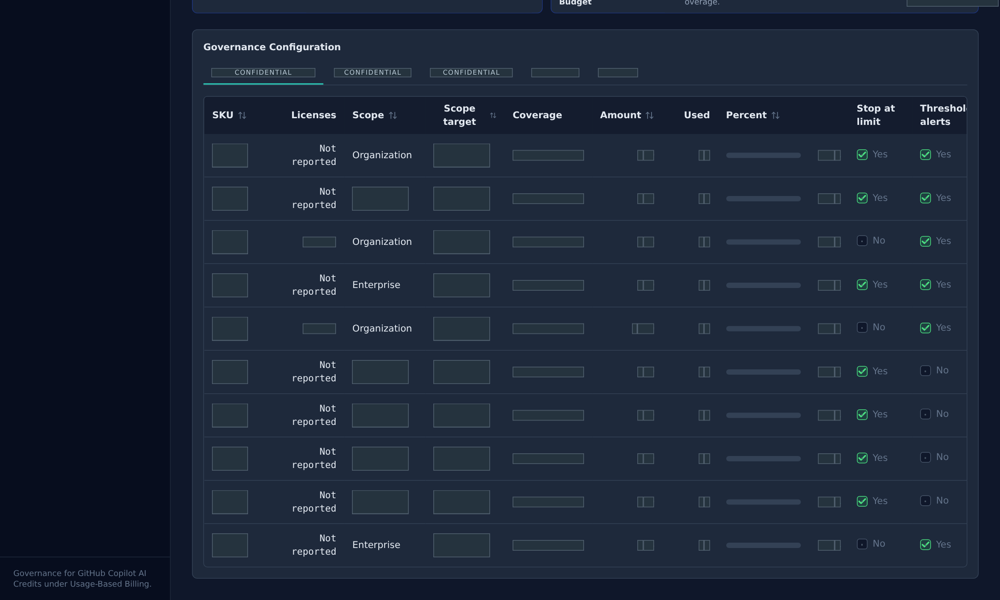 Budget
overage.
Governance Configuration
CONFIDENTIAL CONFIDENTIAL CONFIDENTIAL
SKU Licenses Scope Scope target Coverage Amount Used Percent Stop at limit Threshol alerts
Not reported Organization Yes Yes
Not reported Yes Yes
Organization No Yes
Not reported Enterprise Yes Yes
Organization No Yes
Not reported Yes No
Not reported Yes No
Not reported Yes No
Not reported Yes No
Not reported Enterprise No Yes
Governance for GitHub Copilot AI
Credits under Usage-Based Billing.